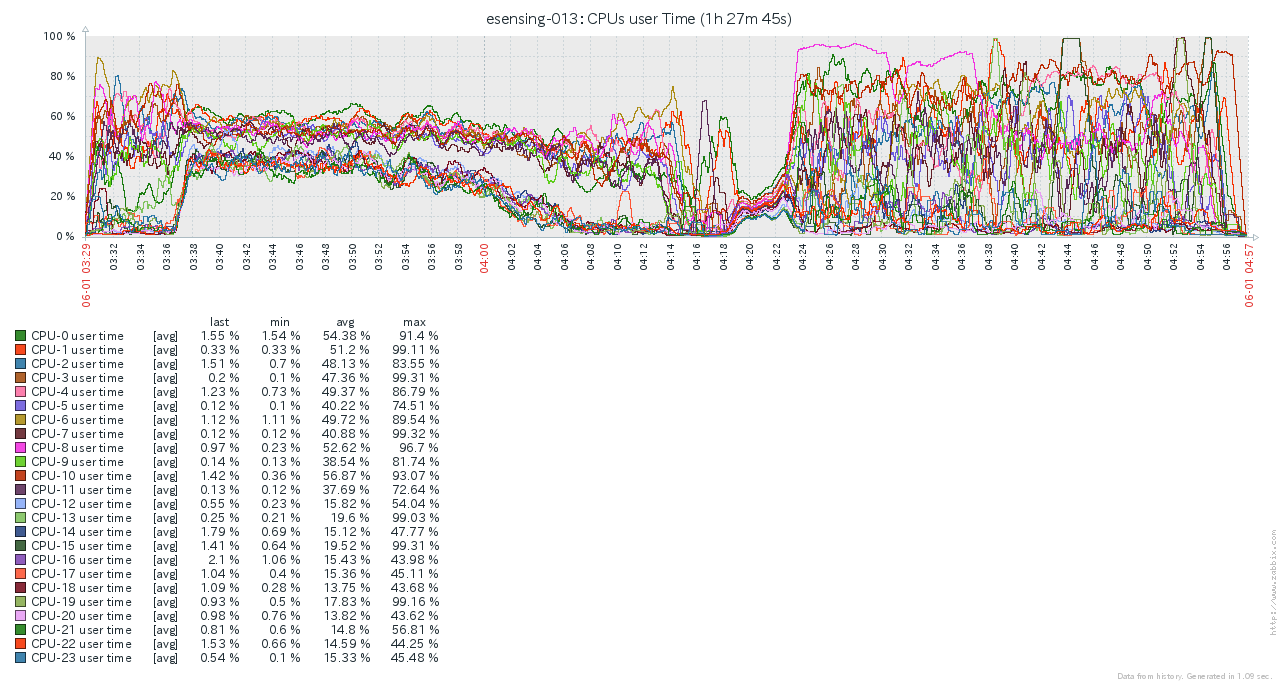 esensing-013: CPUs user Time (1h 27m 45s)
100 %
80 %
60 %
40 %
20 %
0 %
06-01 03:29 03:32 03:34 03:36 03:38 03:40 03:42 03:44 03:46 03:48 03:50 03:52 03:54 03:56 03:58 04:00 04:02 04:04 04:06 04:08 04:10 04:12 04:14 04:16 04:18 04:20 04:22 04:24 04:26 04:28 04:30 04:32 04:34 04:36 04:38 04:40 04:42 04:44 04:46 04:48 04:50 04:52 04:54 04:56 06-01 04:57
last min avg max
CPU-0 user time [avg] 1.55 % 1.54 % 54.38 % 91.4 %
CPU-1 user time [avg] 0.33 % 0.33 % 51.2 % 99.11 %
CPU-2 user time [avg] 1.51 % 0.7 % 48.13 % 83.55 %
CPU-3 user time [avg] 0.2 % 0.1 % 47.36 % 99.31 %
CPU-4 user time [avg] 1.23 % 0.73 % 49.37 % 86.79 %
CPU-5 user time [avg] 0.12 % 0.1 % 40.22 % 74.51 %
CPU-6 user time [avg] 1.12 % 1.11 % 49.72 % 89.54 %
CPU-7 user time [avg] 0.12 % 0.12 % 40.88 % 99.32 %
CPU-8 user time [avg] 0.97 % 0.23 % 52.62 % 96.7 %
CPU-9 user time [avg] 0.14 % 0.13 % 38.54 % 81.74 %
CPU-10 user time [avg] 1.42 % 0.36 % 56.87 % 93.07 %
CPU-11 user time [avg] 0.13 % 0.12 % 37.69 % 72.64 %
CPU-12 user time [avg] 0.55 % 0.23 % 15.82 % 54.04 %
CPU-13 user time [avg] 0.25 % 0.21 % 19.6 % 99.03 %
CPU-14 user time [avg] 1.79 % 0.69 % 15.12 % 47.77 %
CPU-15 user time [avg] 1.41 % 0.64 % 19.52 % 99.31 %
CPU-16 user time [avg] 2.1 % 1.06 % 15.43 % 43.98 %
CPU-17 user time [avg] 1.04 % 0.4 % 15.36 % 45.11 %
CPU-18 user time [avg] 1.09 % 0.28 % 13.75 % 43.68 %
CPU-19 user time [avg] 0.93 % 0.5 % 17.83 % 99.16 %
CPU-20 user time [avg] 0.98 % 0.76 % 13.82 % 43.62 %
CPU-21 user time [avg] 0.81 % 0.6 % 14.8 % 56.81 %
CPU-22 user time [avg] 1.53 % 0.66 % 14.59 % 44.25 %
CPU-23 user time [avg] 0.54 % 0.1 % 15.33 % 45.48 %
http://www.zabbix.com
Data from history. Generated in 1.09 sec.